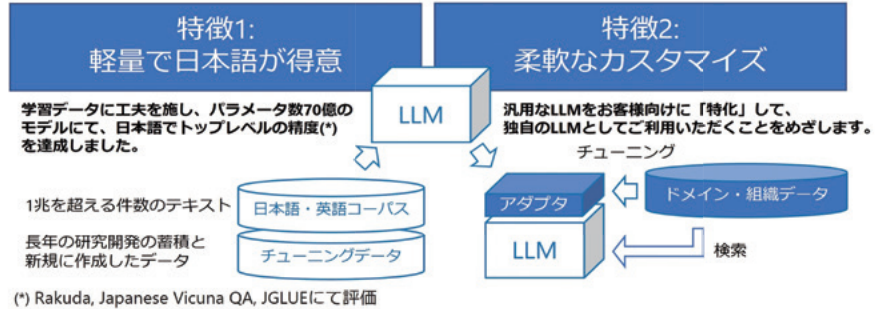 特徴1:
軽量で日本語が得意
特徴2:
柔軟なカスタマイズ
学習データに工夫を施し、パラメータ数70億の
モデルにて、日本語でトップレベルの精度(*)
を達成しました。
LLM
汎用なLLMをお客様向けに「特化」して、
独自のLLMとしてご利用いただくことをめざします。
チューニング
1兆を超える件数のテキスト
日本語・英語コーパス
長年の研究開発の蓄積と
新規に作成したデータ
チューニングデータ
アダプタ
ドメイン・組織データ
LLM
検索
(*) Rakuda, Japanese Vicuna QA, JGLUEにて評価